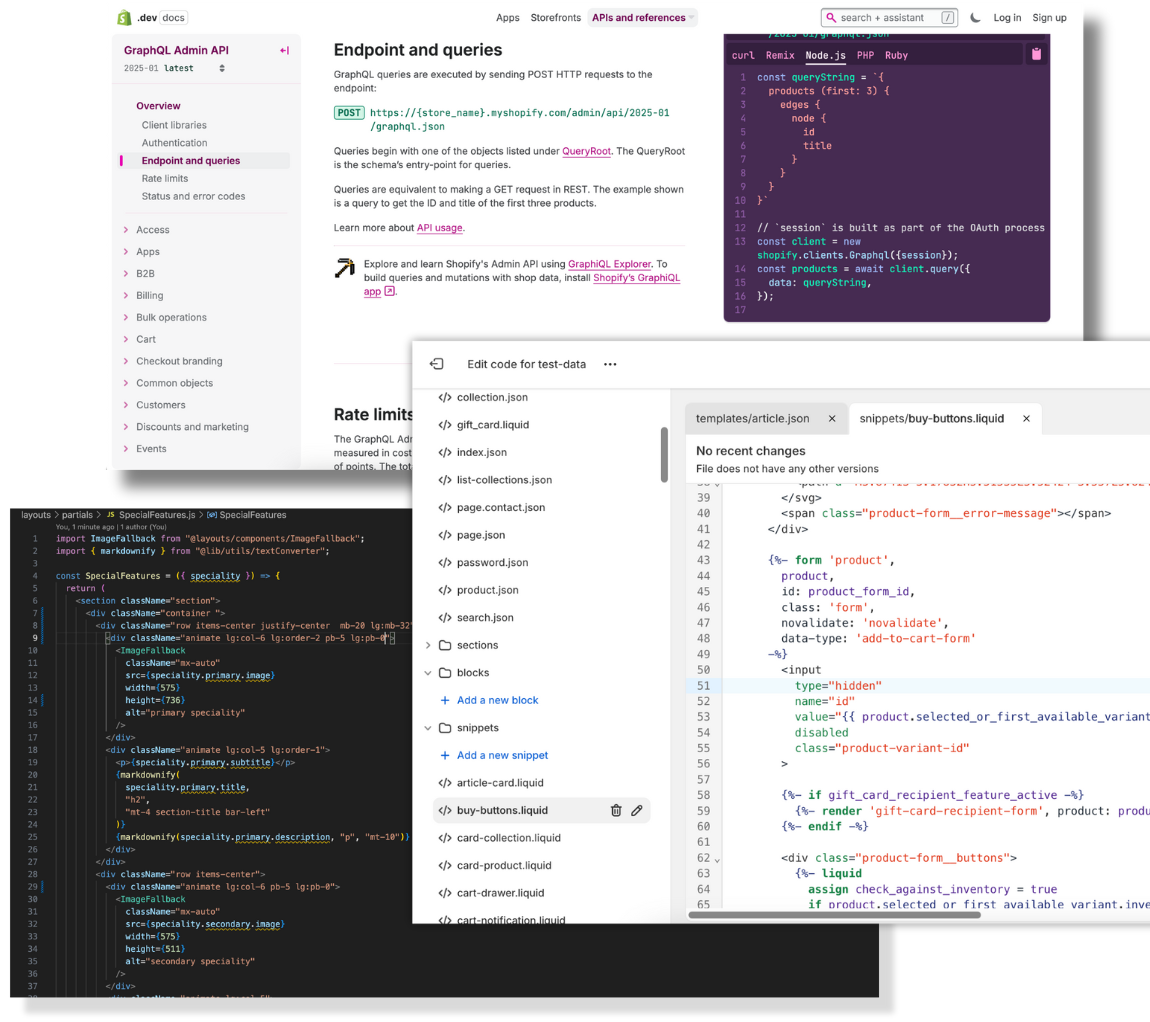 .dev docs
Apps Storefronts APIs and references
search + assistant /
Log in Sign up
GraphQL Admin API
2025-01 latest
Overview
Client libraries
Authentication
Endpoint and queries
Rate limits
Status and error codes
Access
Apps
B2B
Billing
Bulk operations
Cart
Checkout branding
Common objects
Customers
Discounts and marketing
Events
Endpoint and queries
GraphQL queries are executed by sending POST HTTP requests to the
endpoint:
POST https://{store_name}.myshopify.com/admin/api/2025-01
/graphql.json
Queries begin with one of the objects listed under QueryRoot. The QueryRoot
is the schema's entry-point for queries.
Queries are equivalent to making a GET request in REST. The example shown
is a query to get the ID and title of the first three products.
Learn more about API usage.
Explore and learn Shopify's Admin API using GraphiQL Explorer. To
build queries and mutations with shop data, install Shopify's GraphiQL
app
Rate limits
The GraphQL Adm
measured in cost
of points. The tota
/2025-01/graphql.json
curl Remix Node.js PHP Ruby
1 const queryString = `{
2 products (first: 3) {
3 edges {
4 node {
5 id
6 title
7 }
8 }
9 }
10 }`
11
12 // `session` is built as part of the OAuth process
13 const client = new
shopify.clients.Graphql({session});
14 const products = await client.query({
15 data: queryString,
16 });
17
Edit code for test-data ...
</> collection.json
</> gift_card.liquid
</> index.json
</> list-collections.json
</> page.contact.json
</> page.json
</> password.json
</> product.json
</> search.json
sections
blocks
+ Add a new block
snippets
+ Add a new snippet
</> article-card.liquid
</> buy-buttons.liquid
</> card-collection.liquid
</> card-product.liquid
</> cart-drawer.liquid
</> cart-notification.liquid
templates/article.json × snippets/buy-buttons.liquid ×
No recent changes
File does not have any other versions
39 </svg>
40 <span class="product-form__error-message"></span>
41 </div>
42
43 {%- form 'product',
44 product,
45 id: product_form_id,
46 class: 'form',
47 novalidate: 'novalidate',
48 data-type: 'add-to-cart-form'
49 -%}
50 <input
51 type="hidden"
52 name="id"
53 value="{{ product.selected_or_first_available_variant
54 disabled
55 class="product-variant-id"
56 >
57
58 {%- if gift_card_recipient_feature_active -%}
59 {%- render 'gift-card-recipient-form', product: produ
60 {%- endif -%}
61
62 <div class="product-form__buttons">
63 {%- liquid
64 assign check_against_inventory = true
65 if product.selected_or_first_available_variant.inve
layouts > partials > JS SpecialFeatures.js > SpecialFeatures
You, 1 minute ago | 1 author (You)
1 import ImageFallback from "@layouts/components/ImageFallback";
2 import { markdownify } from "@lib/utils/textConverter";
3
4 const SpecialFeatures = ({ speciality }) => {
5 return (
6 <section className="section">
7 <div className="container ">
8 <div className="row items-center justify-center mb-20 lg:mb-32"
9 <div className="animate lg:col-6 lg:order-2 pb-5 lg:pb-0">
10 <ImageFallback
11 className="mx-auto"
12 src={speciality.primary.image}
13 width={575}
14 height={736}
15 alt="primary speciality"
16 />
17 </div>
18 <div className="animate lg:col-5 lg:order-1">
19 <p>{speciality.primary.subtitle}</p>
20 {markdownify(
21 speciality.primary.title,
22 "h2",
23 "mt-4 section-title bar-left"
24 )}
25 {markdownify(speciality.primary.description, "p", "mt-10")}
26 </div>
27 </div>
28 <div className="row items-center">
29 <div className="animate lg:col-6 pb-5 lg:pb-0">
30 <ImageFallback
31 className="mx-auto"
32 src={speciality.secondary.image}
33 width={575}
34 height={511}
35 alt="secondary speciality"
36 />
37 </div>